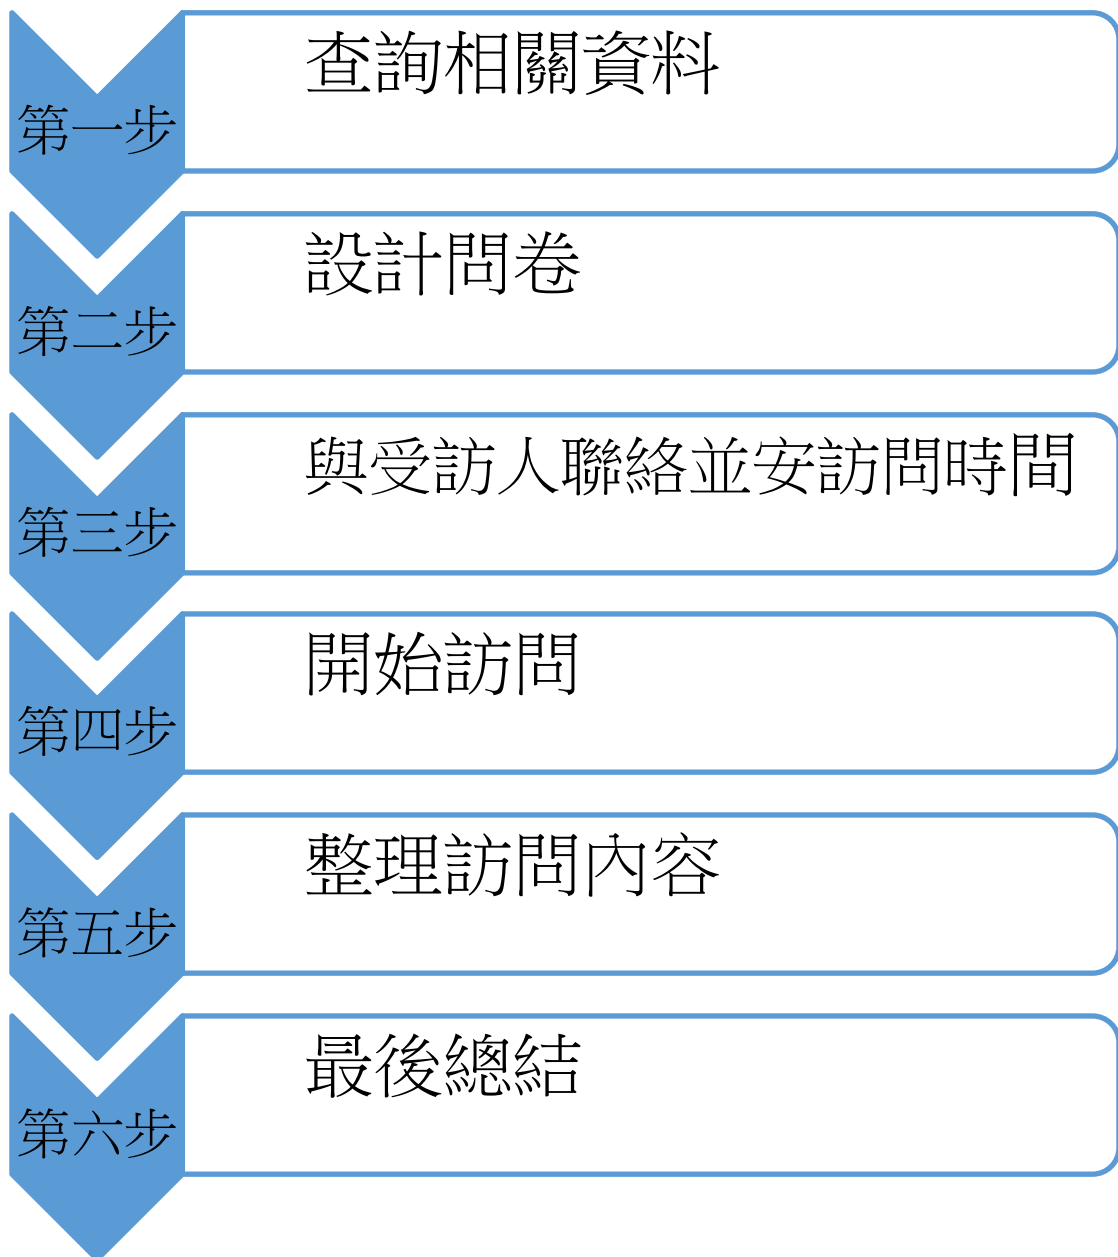 第一步
查詢相關資料
第二步
設計問卷
第三步
與受訪人聯絡並安訪問時間
第四步
開始訪問
第五步
整理訪問內容
第六步
最後總結